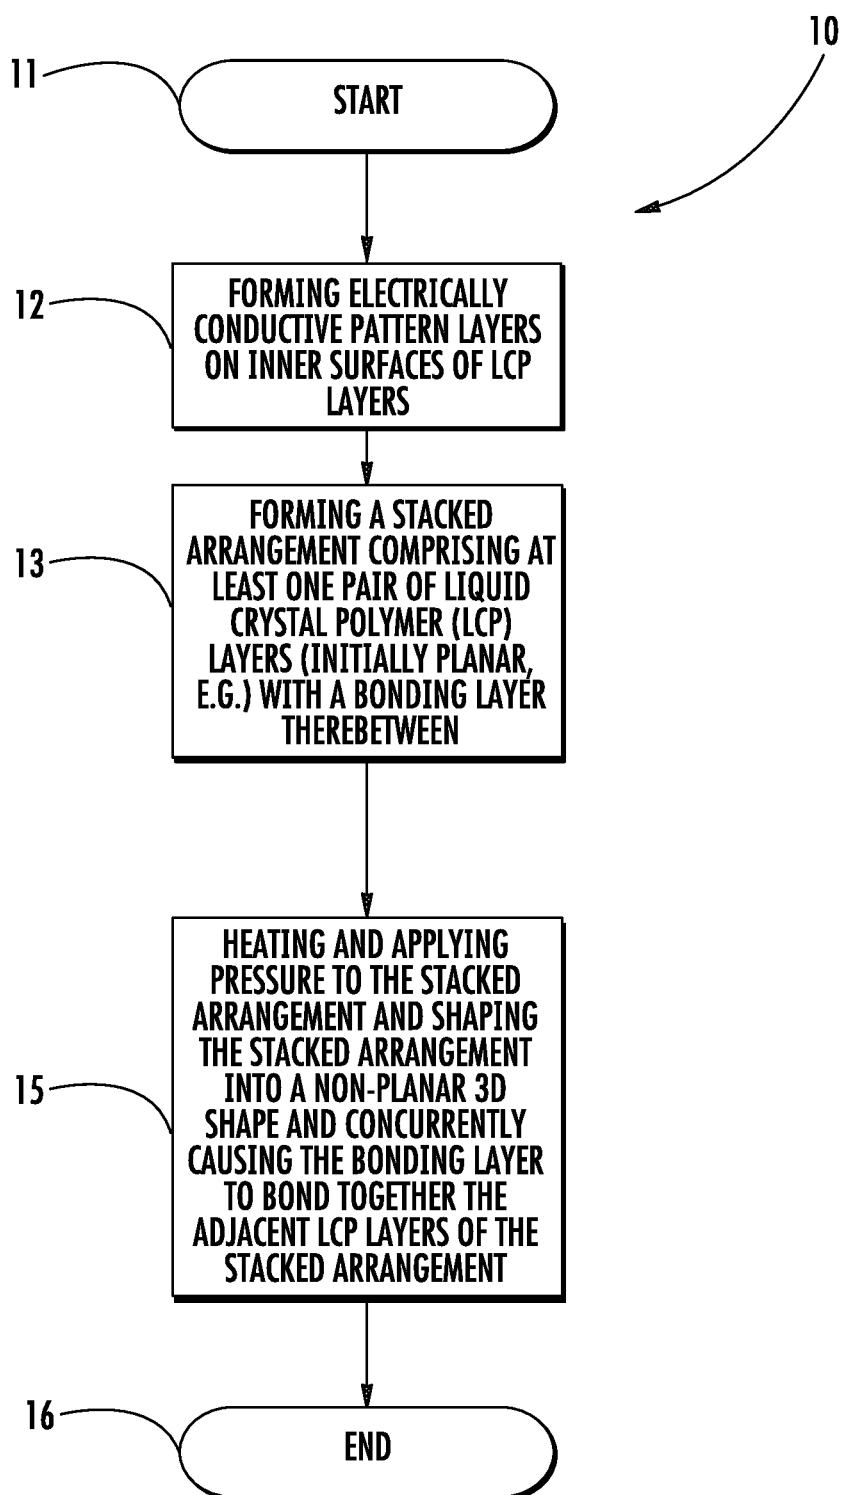 10
11
START
12
FORMING ELECTRICALLY
CONDUCTIVE PATTERN LAYERS
ON INNER SURFACES OF LCP
LAYERS
13
FORMING A STACKED
ARRANGEMENT COMPRISING AT
LEAST ONE PAIR OF LIQUID
CRYSTAL POLYMER (LCP)
LAYERS (INITIALLY PLANAR,
E.G.) WITH A BONDING LAYER
THEREBETWEEN
15
HEATING AND APPLYING
PRESSURE TO THE STACKED
ARRANGEMENT AND SHAPING
THE STACKED ARRANGEMENT
INTO A NON-PLANAR 3D
SHAPE AND CONCURRENTLY
CAUSING THE BONDING LAYER
TO BOND TOGETHER THE
ADJACENT LCP LAYERS OF THE
STACKED ARRANGEMENT
16
END